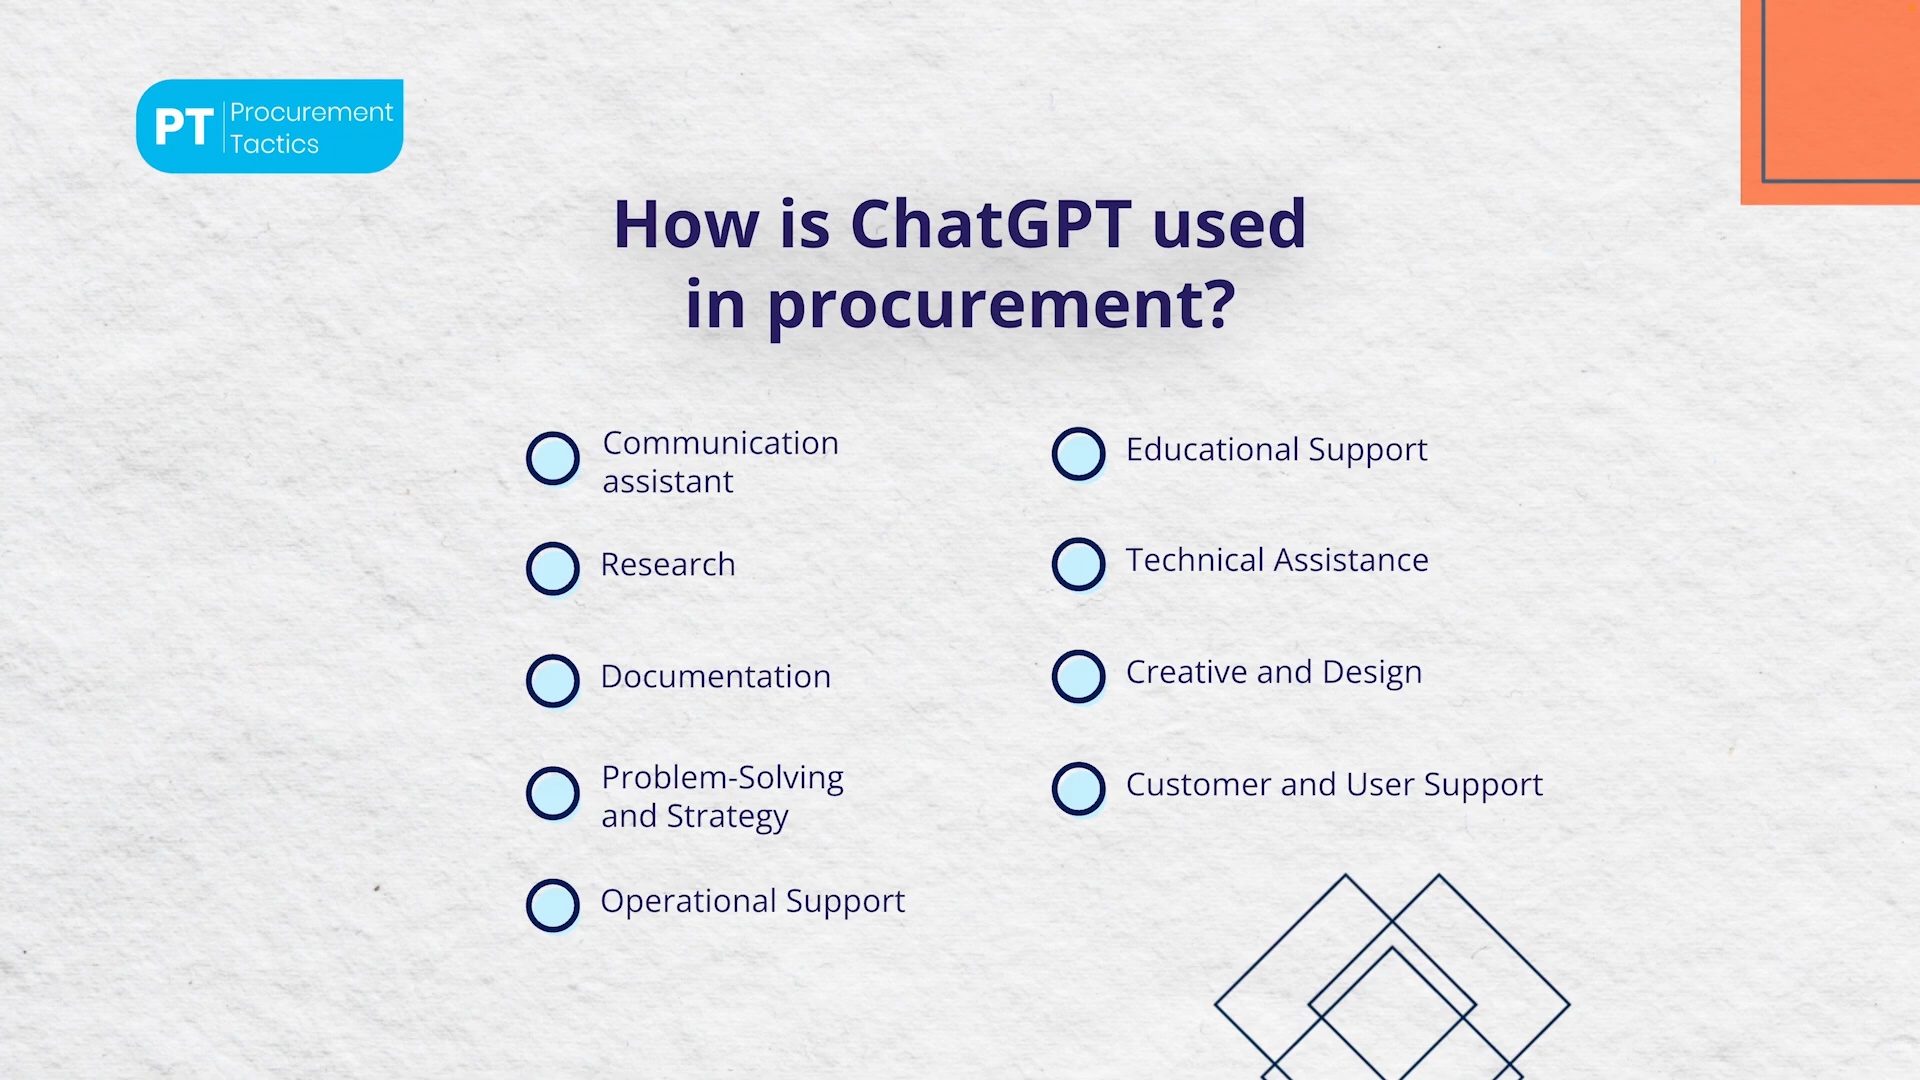 PT
Procurement
Tactics
How is ChatGPT used
in procurement?
Communication
assistant
Research
Documentation
Problem-Solving
and Strategy
Operational Support
Educational Support
Technical Assistance
Creative and Design
Customer and User Support